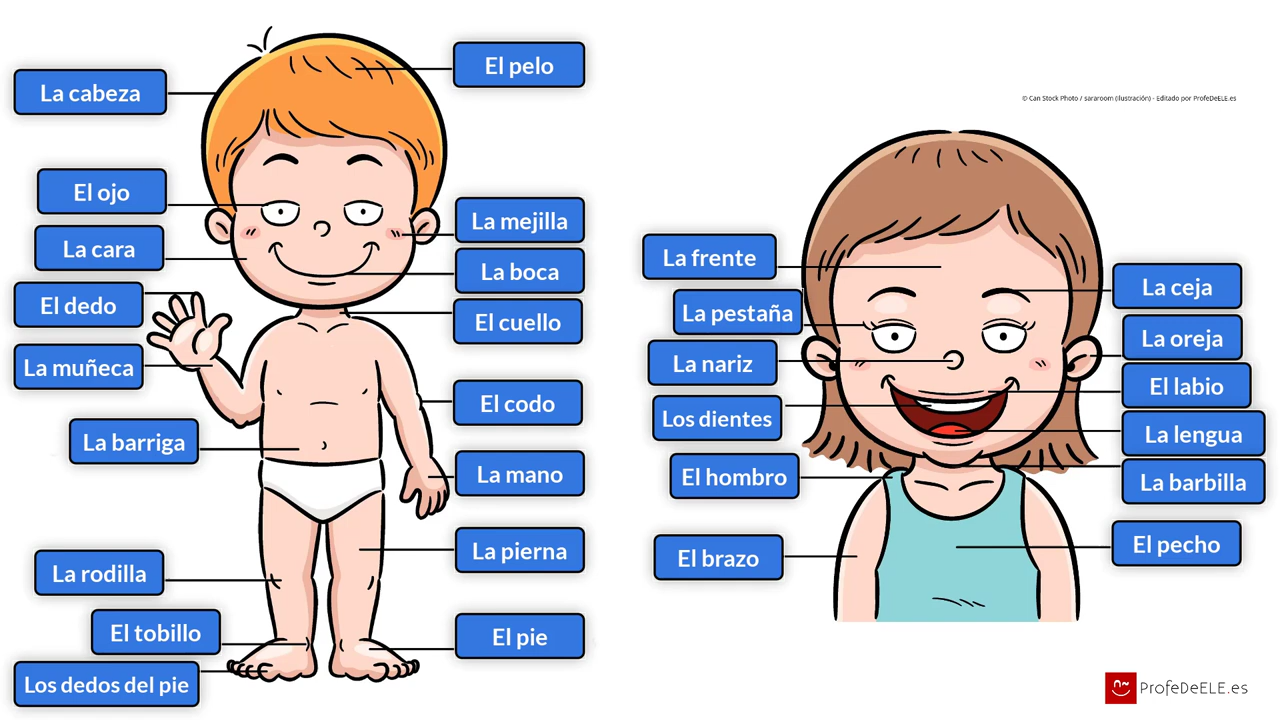 La cabeza
El pelo
El ojo
La cara
El dedo
La muñeca
La barriga
La rodilla
El tobillo
Los dedos del pie
La mejilla
La boca
El cuello
El codo
La mano
La pierna
El pie
© Can Stock Photo / sararoom (ilustración) - Editado por ProfeDeELE.es
La frente
La pestaña
La nariz
Los dientes
El hombro
El brazo
La ceja
La oreja
El labio
La lengua
La barbilla
El pecho
ProfeDeELE.es